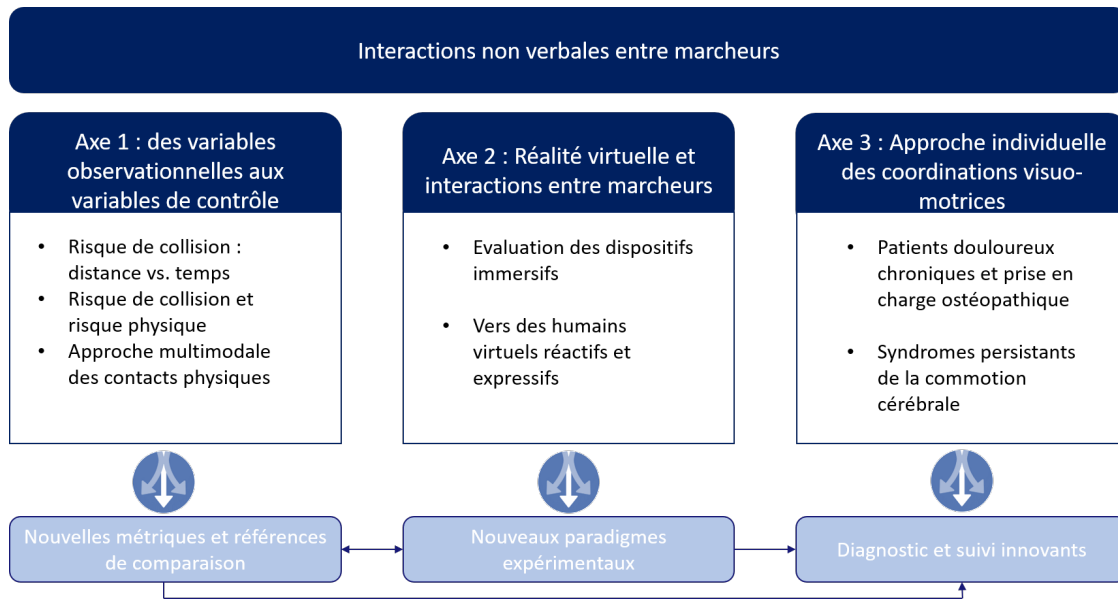 Interactions non verbales entre marcheurs
Axe 1 : des variables
observationnelles aux
variables de contrôle
• Risque de collision :
distance vs. temps
• Risque de collision et
risque physique
• Approche multimodale
des contacts physiques
Axe 2 : Réalité virtuelle et
interactions entre marcheurs
• Evaluation des dispositifs
immersifs
• Vers des humains
virtuels réactifs et
expressifs
Axe 3 : Approche individuelle
des coordinations visuo-
motrices
• Patients douloureux
chroniques et prise en
charge ostéopathique
• Syndromes persistants
de la commotion
cérébrale
Nouvelles métriques et références
de comparaison
Nouveaux paradigmes
expérimentaux
Diagnostic et suivi innovants